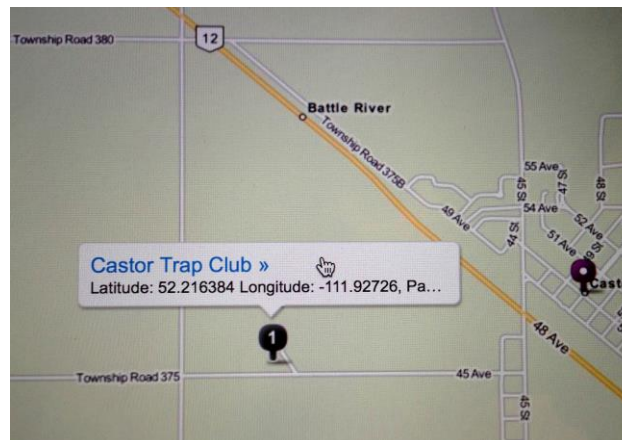 Township Road 380
12
Battle River
Township Road 375B
55 Ave
45 St
47 St
48 St
54 Ave
49 Ave
52 Ave
51 Ave
44 St
Castor Trap Club »
Latitude: 52.216384 Longitude: -111.92726, Pa…
Cast
1
48 Ave
Township Road 375
45 Ave
45 St